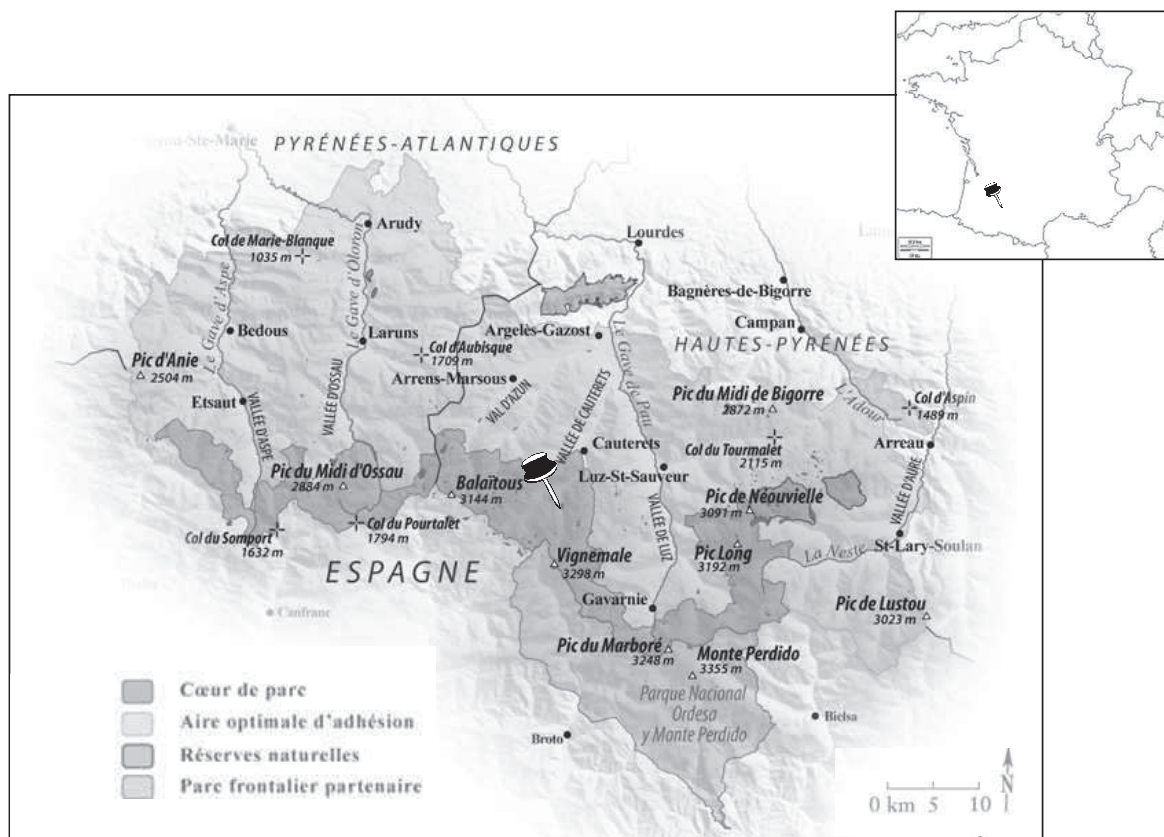 PYRÉNÉES-ATLANTIQUES
Arudy
Col de Marie-Blanque
1035 m
Le Gave d'Aspe
Le Gave d'Oloron
Lourdes
Bagnères-de-Bigorre
Bedous
Laruns
Col d'Aubisque
1709 m
Argelès-Gazost
Le Gave de Pau
Campan
HAUTES-PYRÉNÉES
Pic d'Anie
2504 m
Arrens-Marsous
VAL D'AZUN
Etsaut
VALLÉE D'ASPE
VALLÉE D'OSSAU
VALLÉE DE CAUTERETS
Pic du Midi de Bigorre
2872 m
L'Adour
Col d'Aspin
1489 m
Cauterets
Col du Tourmalet
2115 m
Arreau
Pic du Midi d'Ossau
2884 m
Balaïtous
3144 m
Luz-St-Sauveur
VALLÉE DE LUZ
Pic de Néouvielle
3091 m
VALLÉE D'AURE
Col du Somport
1632 m
Col du Pourtalet
1794 m
Pic Long
3192 m
La Neste
St-Lary-Soulan
ESPAGNE
Vignemale
3298 m
Gavarnie
Canfranc
Pic de Lustou
3023 m
Pic du Marboré
3248 m
Monte Perdido
3355 m
Parque Nacional
Ordesa
y Monte Perdido
Broto
Bielsa
Cœur de parc
Aire optimale d'adhésion
Réserves naturelles
Parc frontalier partenaire
N
0 km 5 10